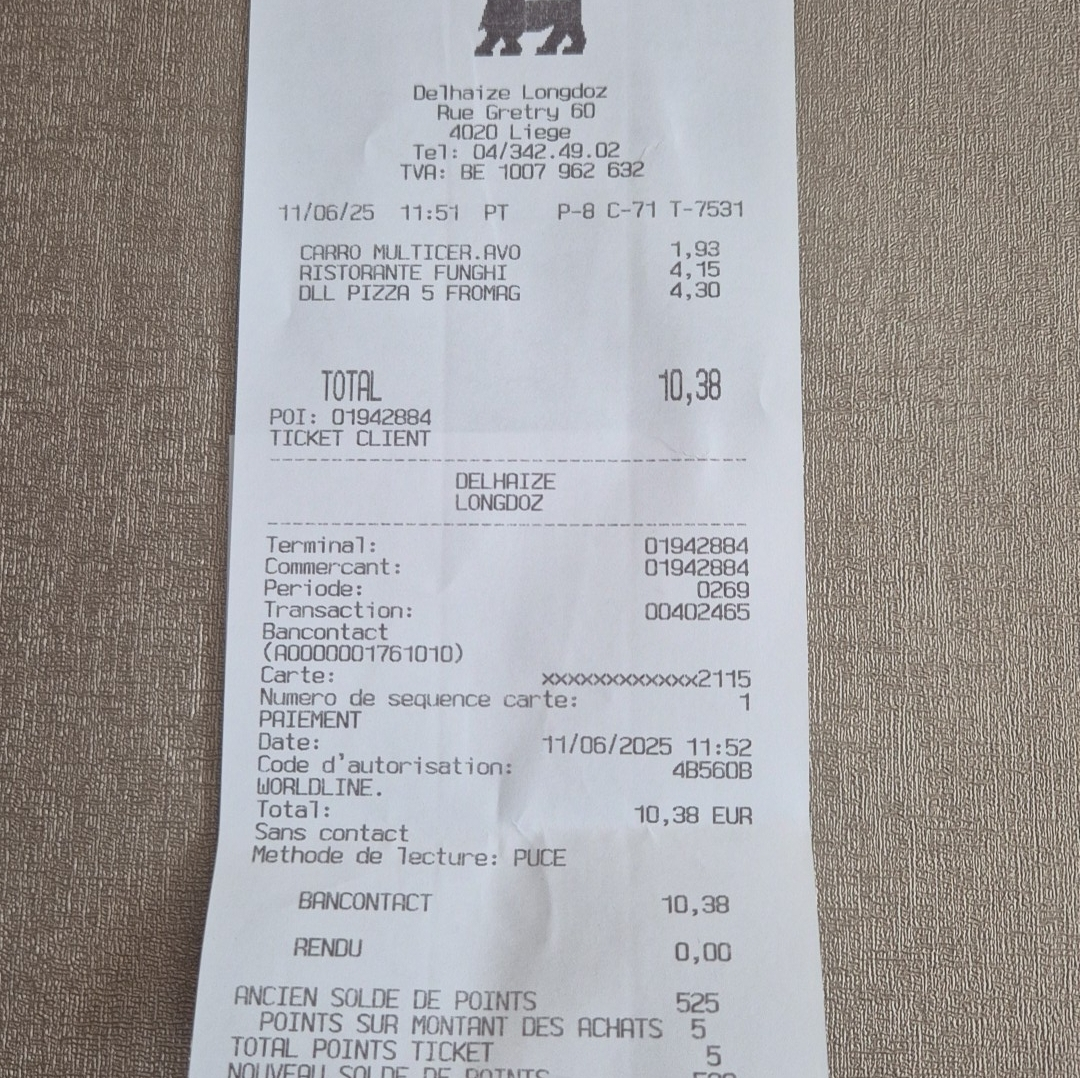 Delhaize Longdoz
Rue Gretry 60
4020 Liege
Tel: 04/342.49.02
TVA: BE 1007 962 632
11/06/25 11:51 PT P-8 C-71 T-7531
CARRO MULTICER.AVO 1,93
RISTORANTE FUNGHI 4,15
DLL PIZZA 5 FROMAG 4,30
TOTAL 10,38
POI: 01942884
TICKET CLIENT
DELHAIZE
LONGDOZ
Terminal: 01942884
Commercant: 01942884
Periode: 0269
Transaction: 00402465
Bancontact
(A0000001761010)
Carte: xxxxxxxxxxxxx2115
Numero de sequence carte: 1
PAIEMENT
Date: 11/06/2025 11:52
Code d'autorisation: 4B560B
WORLDLINE.
Total: 10,38 EUR
Sans contact
Methode de lecture: PUCE
BANCONTACT 10,38
RENDU 0,00
ANCIEN SOLDE DE POINTS 525
POINTS SUR MONTANT DES ACHATS 5
TOTAL POINTS TICKET 5
NOUVEAU SOLDE DE POINTS